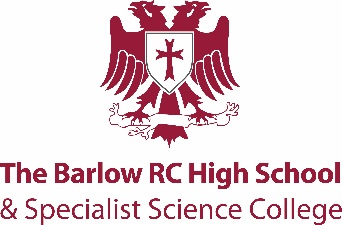 The Barlow RC High School
& Specialist Science College